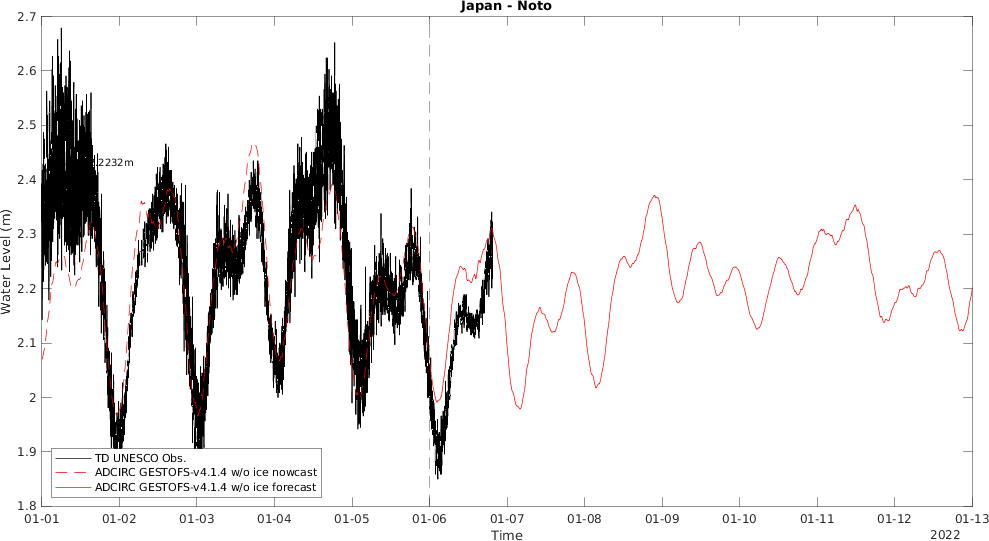 Japan - Noto
2.7
2.6
2.5
2.4
2.3
2.2
2.1
2
1.9
1.8
Water Level (m)
2232m
TD UNESCO Obs.
ADCIRC GESTOFS-v4.1.4 w/o ice nowcast
ADCIRC GESTOFS-v4.1.4 w/o ice forecast
01-01 01-02 01-03 01-04 01-05 01-06 01-07 01-08 01-09 01-10 01-11 01-12 01-13
Time
2022